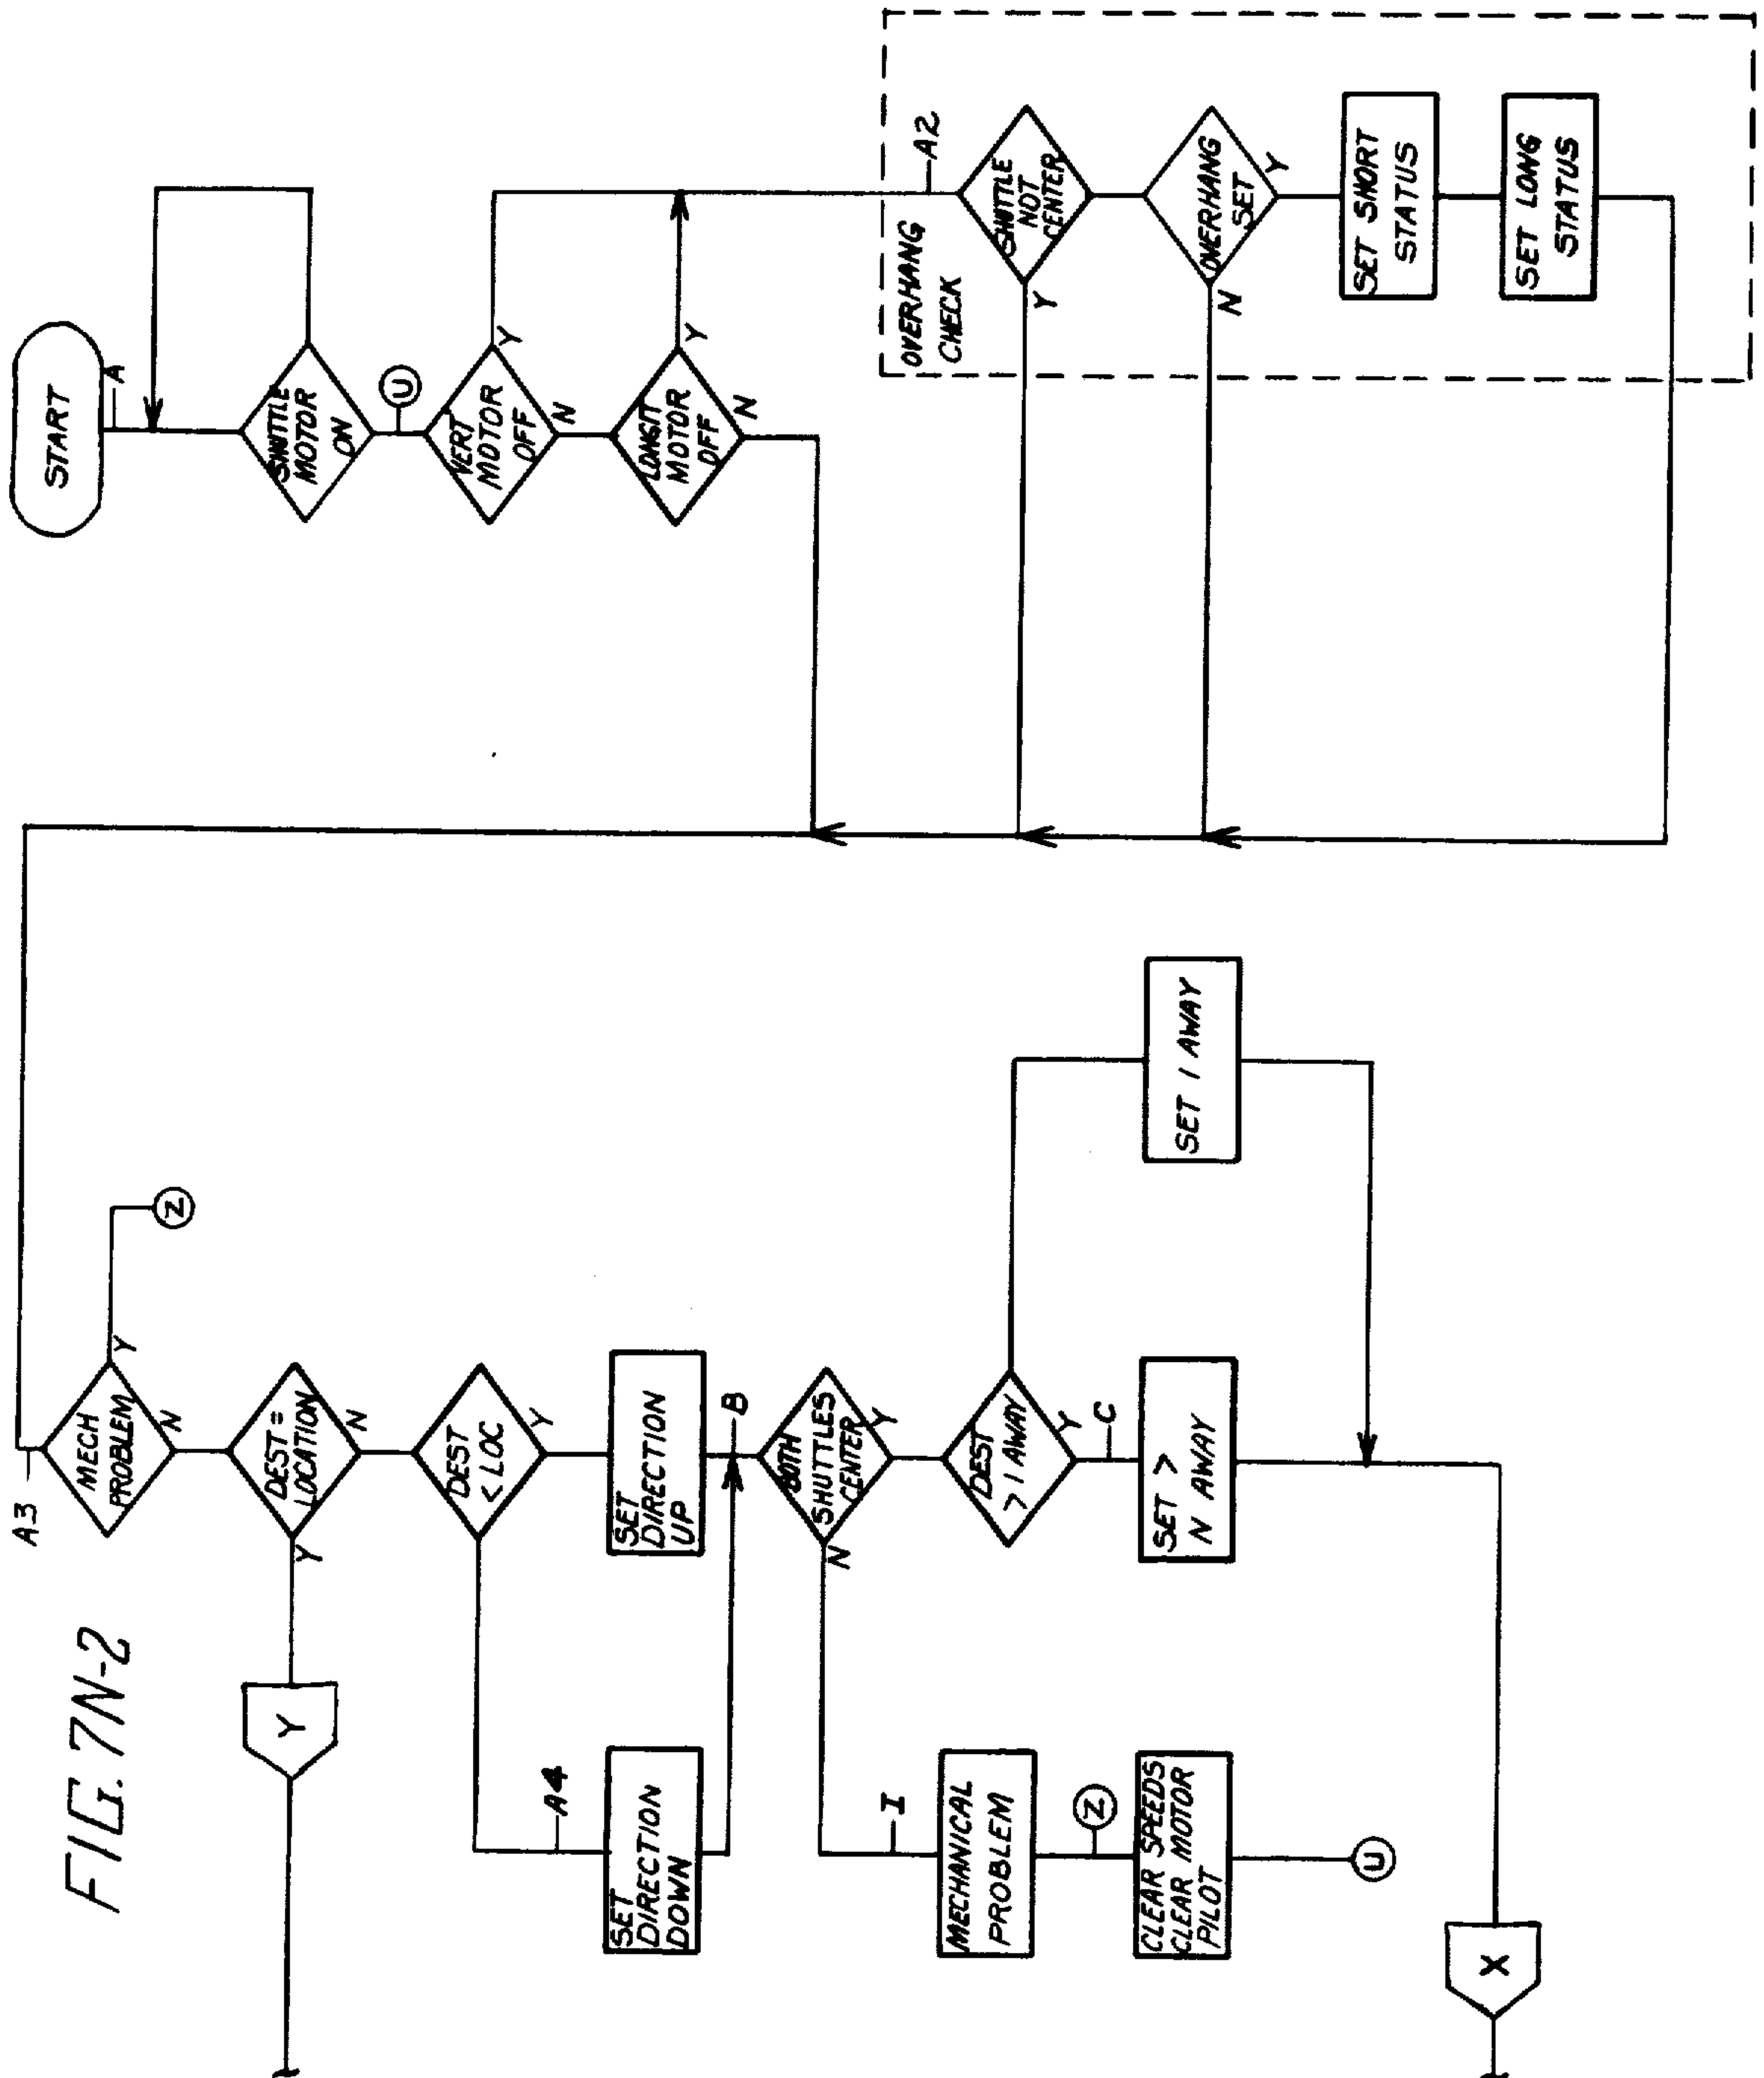 FIG. 7N-2
START
A
SHUTTLE
MOTOR
ON
U
VERT
MOTOR
OFF
Y
N
LONGIT
MOTOR
OFF
Y
N
OVERHANG
CHECK
A2
SHUTTLE
NOT
CENTER
Y
OVERHANG
SET
N
Y
SET SHORT
STATUS
SET LONG
STATUS
A3
MECH
PROBLEM
Y
Z
N
DEST =
LOCATION
Y
Y
N
DEST
< LOC
Y
A4
SET
DIRECTION
DOWN
SET
DIRECTION
UP
B
BOTH
SHUTTLES
CENTER
N
Y
I
MECHANICAL
PROBLEM
Z
CLEAR SPEEDS
CLEAR MOTOR
PILOT
U
DEST
> 1 AWAY
Y
C
SET >
N AWAY
SET 1 AWAY
X